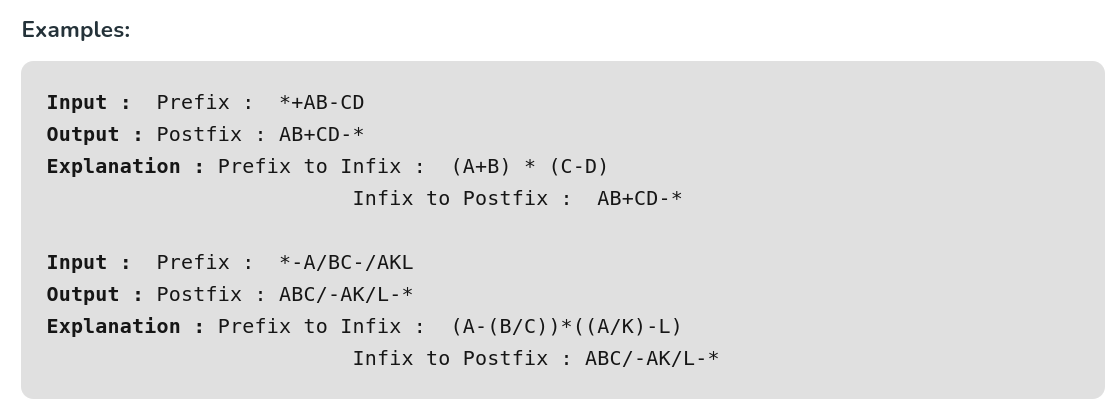 Examples:
Input :  Prefix :  *+AB-CD
Output : Postfix : AB+CD-*
Explanation : Prefix to Infix :  (A+B) * (C-D)
Infix to Postfix :  AB+CD-*
Input :  Prefix :  *-A/BC-/AKL
Output : Postfix : ABC/-AK/L-*
Explanation : Prefix to Infix :  (A-(B/C))*((A/K)-L)
Infix to Postfix : ABC/-AK/L-*